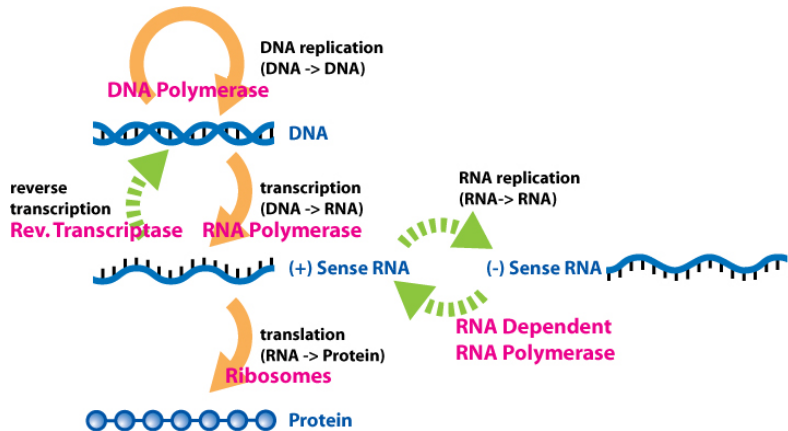 DNA replication
(DNA -> DNA)
DNA Polymerase
DNA
reverse
transcription
Rev. Transcriptase
transcription
(DNA -> RNA)
RNA Polymerase
RNA replication
(RNA-> RNA)
(+) Sense RNA
(-) Sense RNA
RNA Dependent
RNA Polymerase
translation
(RNA -> Protein)
Ribosomes
Protein